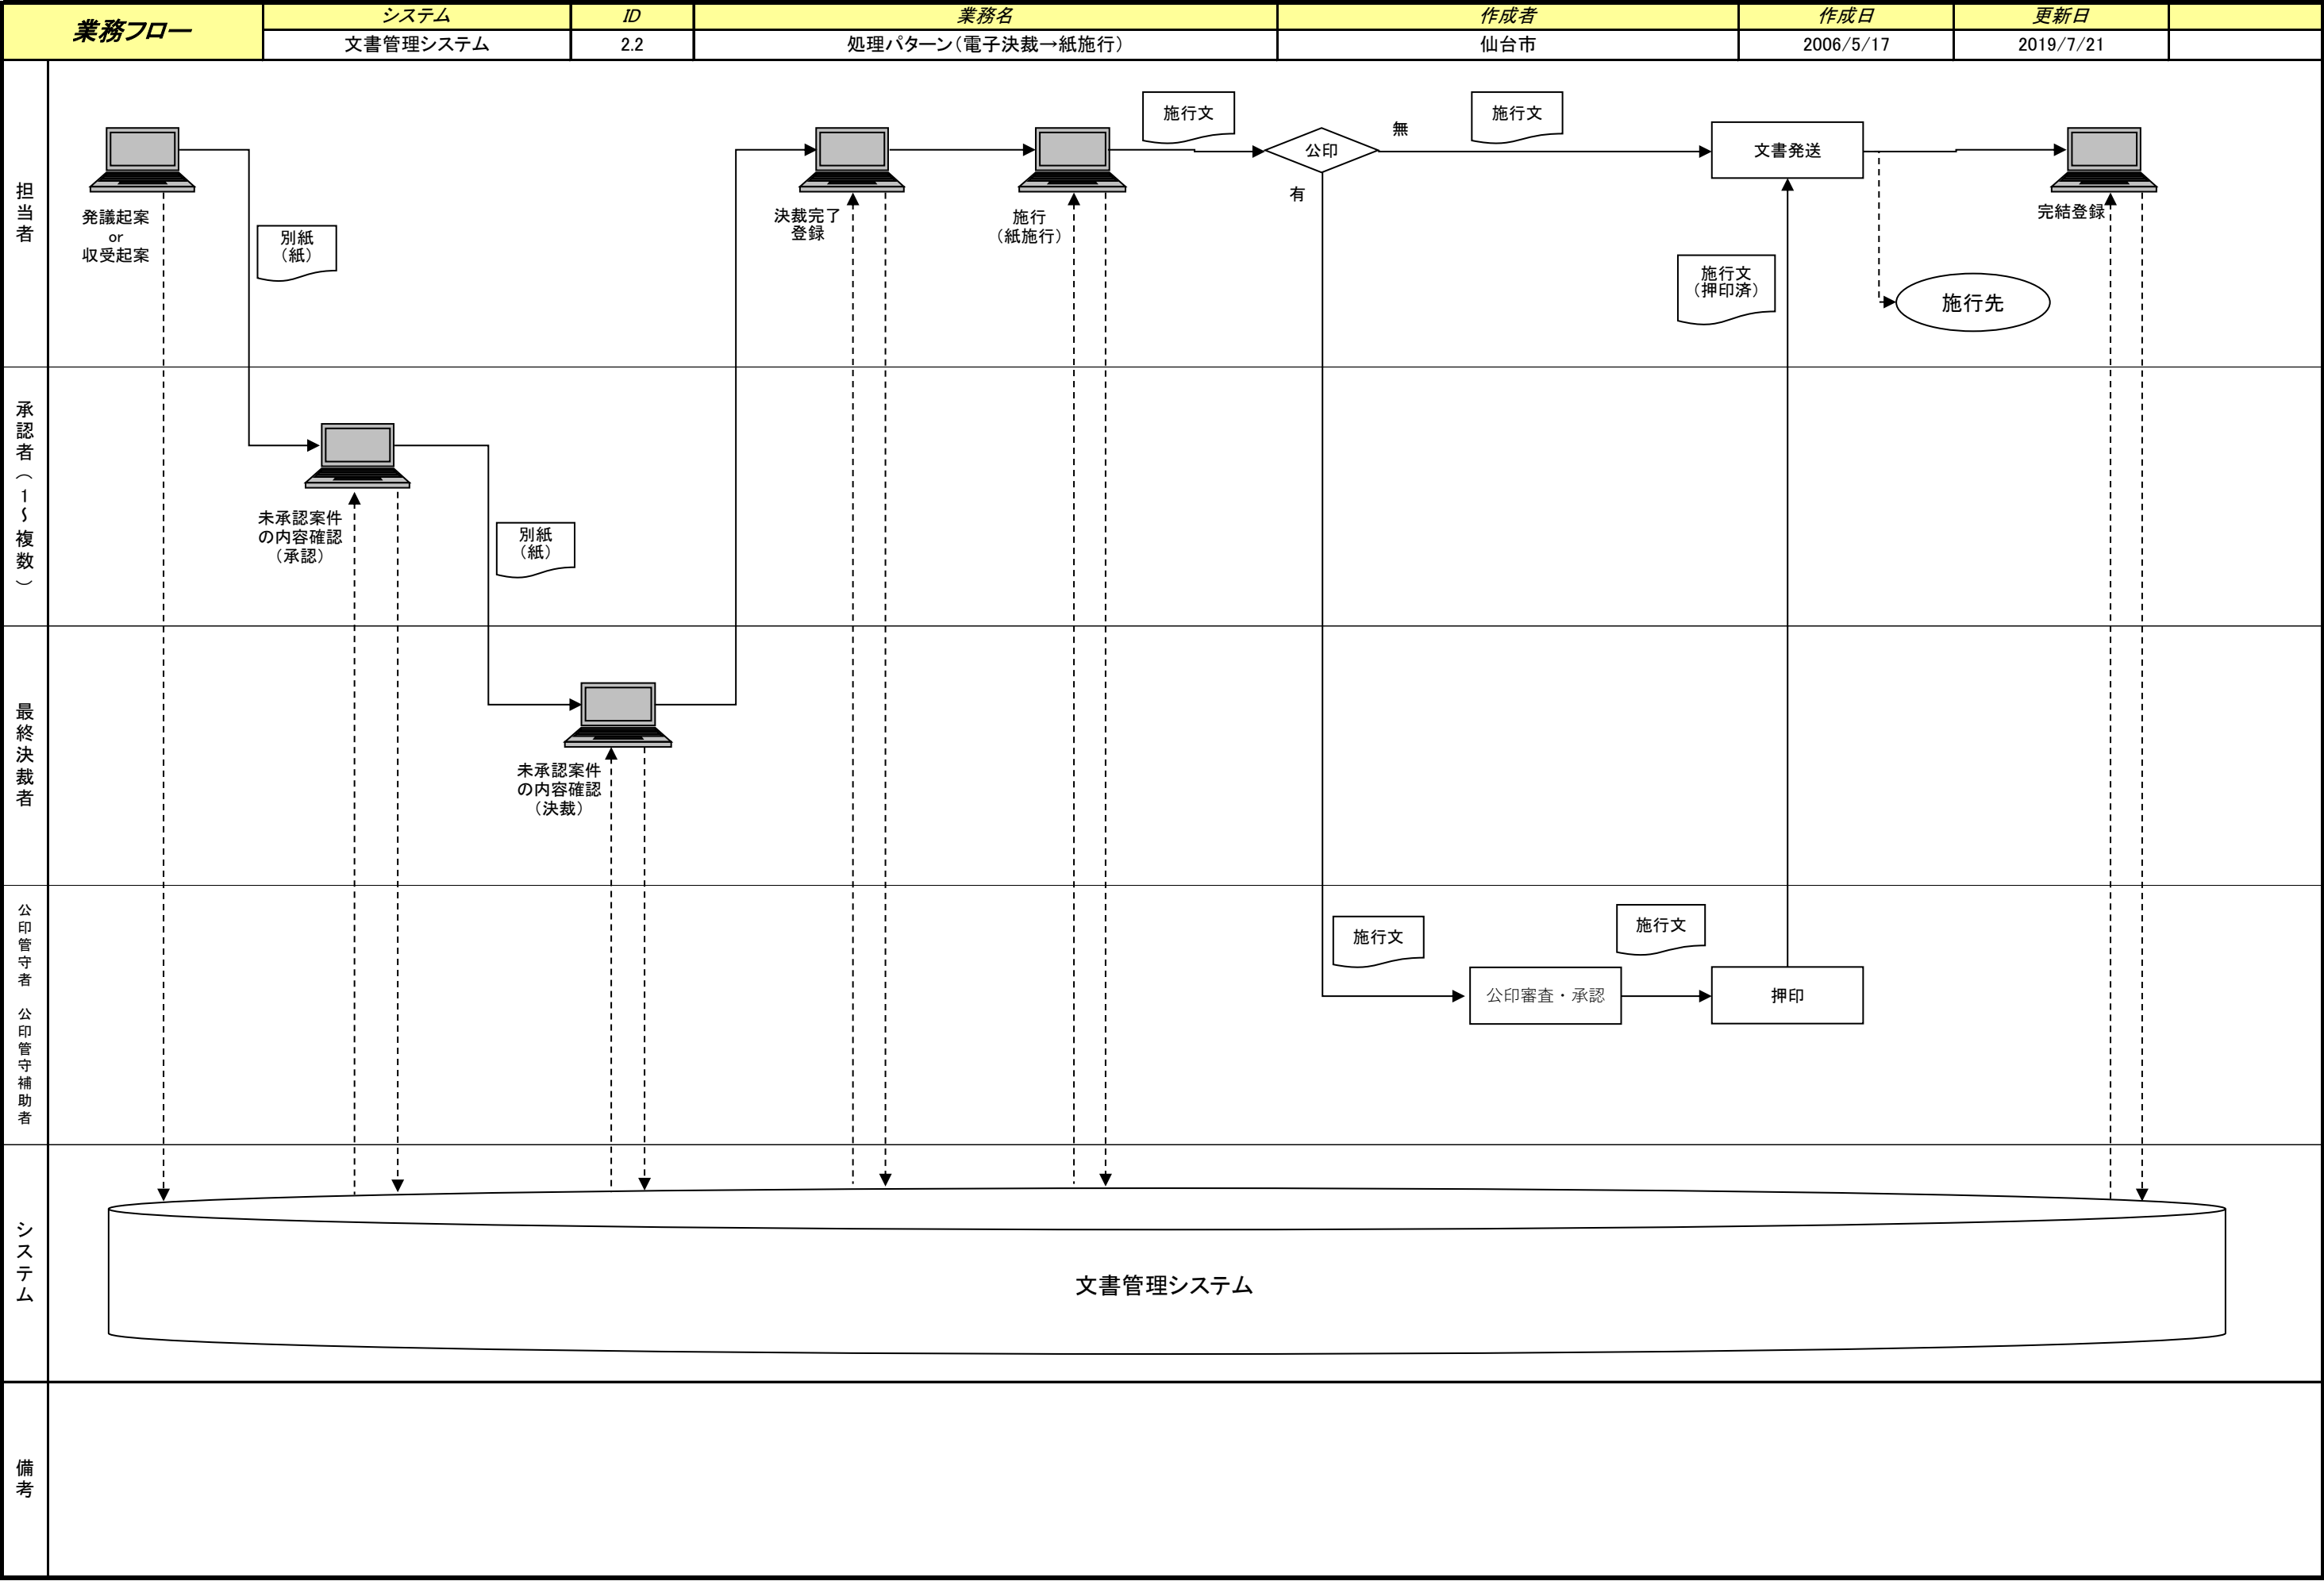 業務フロー
システム
ID
業務名
作成者
作成日
更新日
文書管理システム
2.2
処理パターン（電子決裁→紙施行）
仙台市
2006/5/17
2019/7/21
担当者
発議起案
or
収受起案
別紙
（紙）
決裁完了
登録
施行
（紙施行）
施行文
公印
無
有
施行文
文書発送
施行文
（押印済）
施行先
完結登録
承認者（1～複数）
未承認案件
の内容確認
（承認）
別紙
（紙）
最終決裁者
未承認案件
の内容確認
（決裁）
公印管守者　公印管守補助者
施行文
公印審査・承認
施行文
押印
システム
文書管理システム
備考